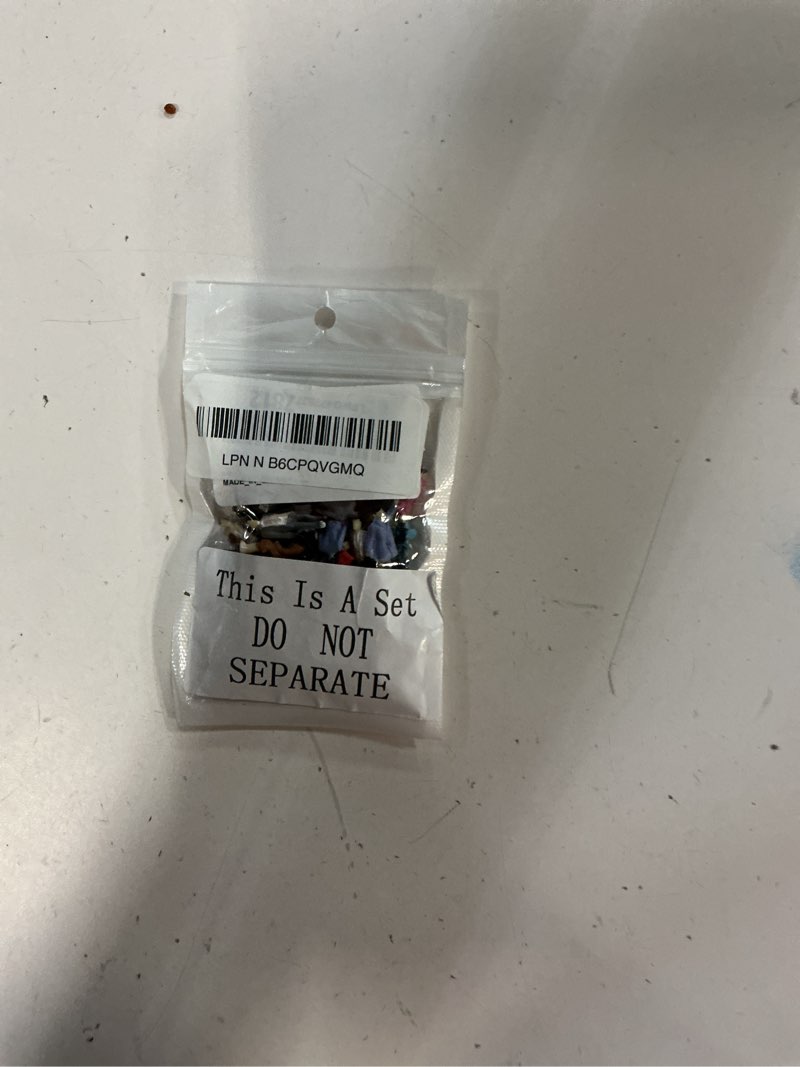 LPN N B6CPQVGMQ
This Is A Set
DO NOT
SEPARATE